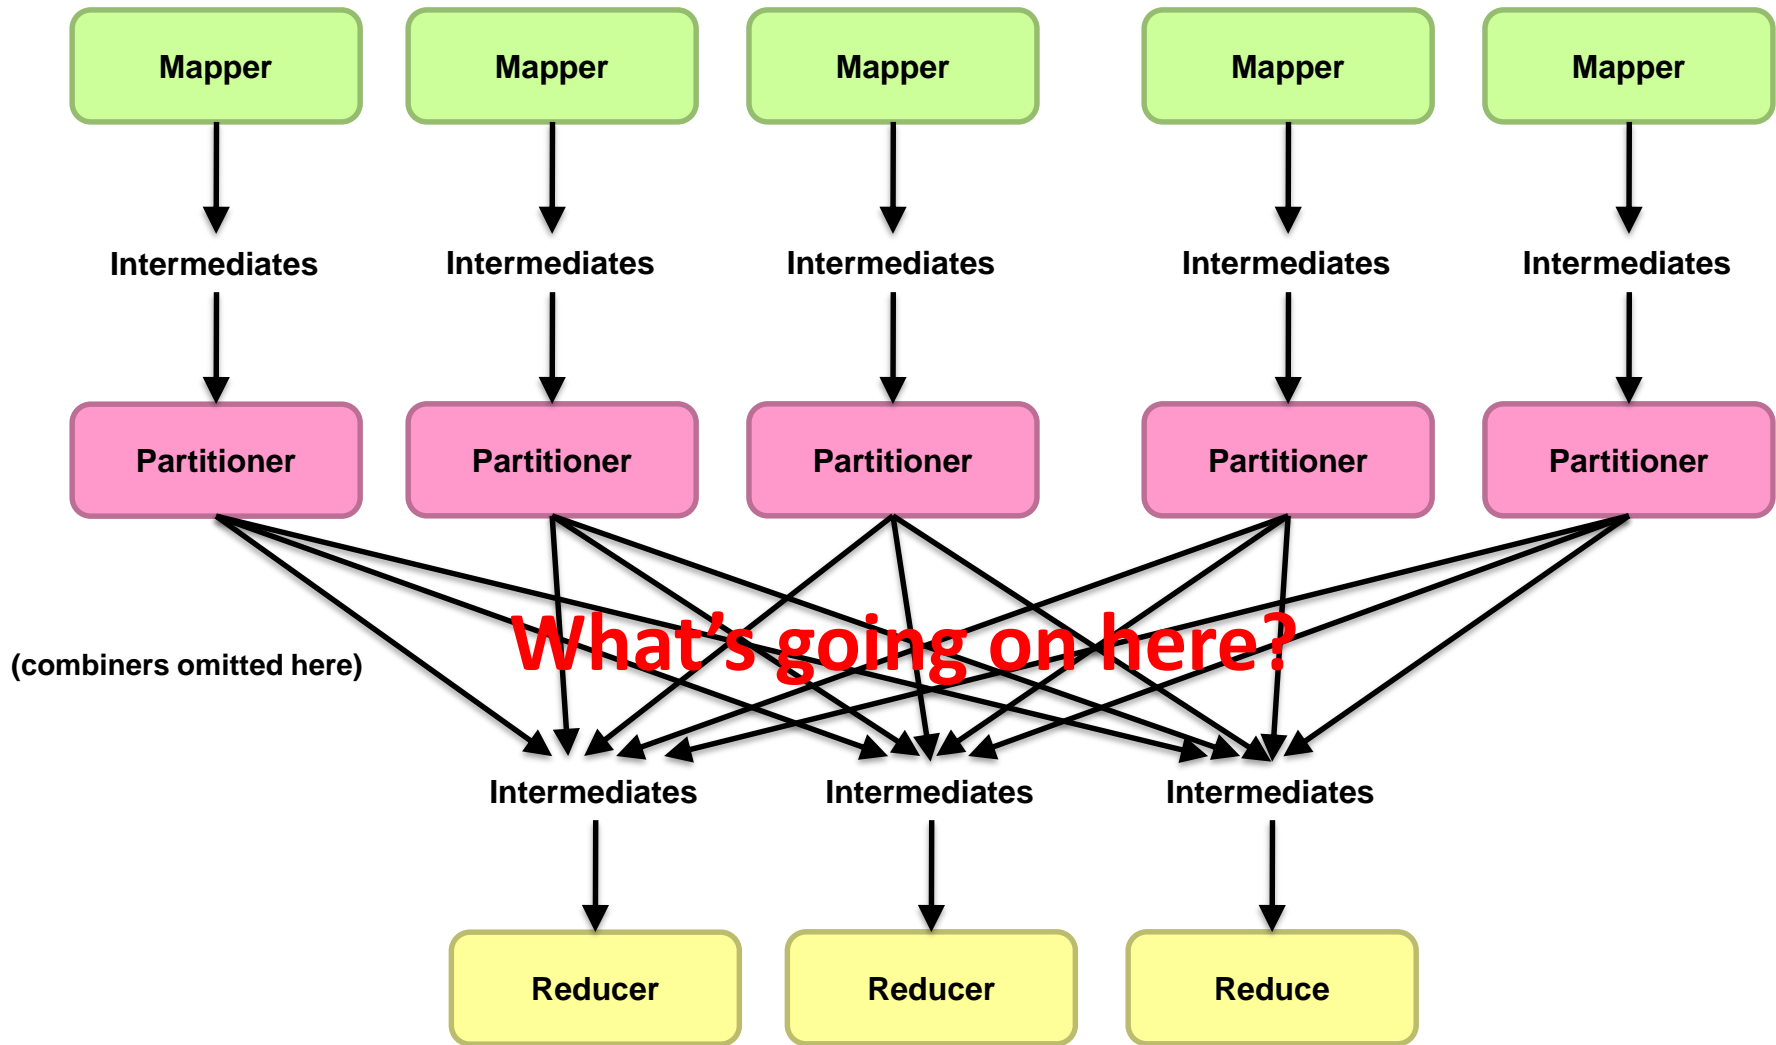 Mapper
Mapper
Mapper
Mapper
Mapper
Intermediates
Intermediates
Intermediates
Intermediates
Intermediates
Partitioner
Partitioner
Partitioner
Partitioner
Partitioner
What's going on here?
(combiners omitted here)
Intermediates
Intermediates
Intermediates
Reducer
Reducer
Reduce